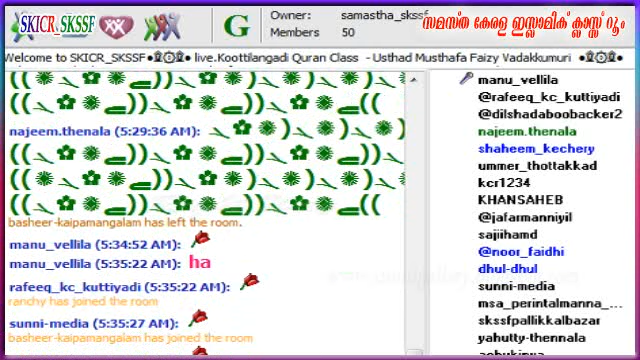 SKICR_SKSSF
G
Owner: samastha_skssf
Members 50
സമസ്ത കേരള ഇസ്ലാമിക് ക്ലാസ്സ് റൂം
Welcome to SKICR_SKSSF●۩۞۩● live.Koottilangadi Quran Class - Usthad Musthafa Faizy Vadakkumuri ●۩۞۩●
najeem.thenala (5:29:36 AM):
basheer-kaipamangalam has left the room.
manu_vellila (5:34:52 AM):
manu_vellila (5:35:22 AM): ha
rafeeq_kc_kuttiyadi (5:35:22 AM):
ranchy has joined the room
sunni-media (5:35:27 AM):
basheer-kaipamangalam has joined the room
manu_vellila
@rafeeq_kc_kuttiyadi
@dilshadaboobacker2
najeem.thenala
shaheem_kechery
ummer_thottakkad
kcr1234
KHANSAHEB
@jafarmanniyil
sajiihamd
@noor_faidhi
dhul-dhul
sunni-media
msa_perintalmanna_...
skssfpallikkalbazar
yahutty-thennala